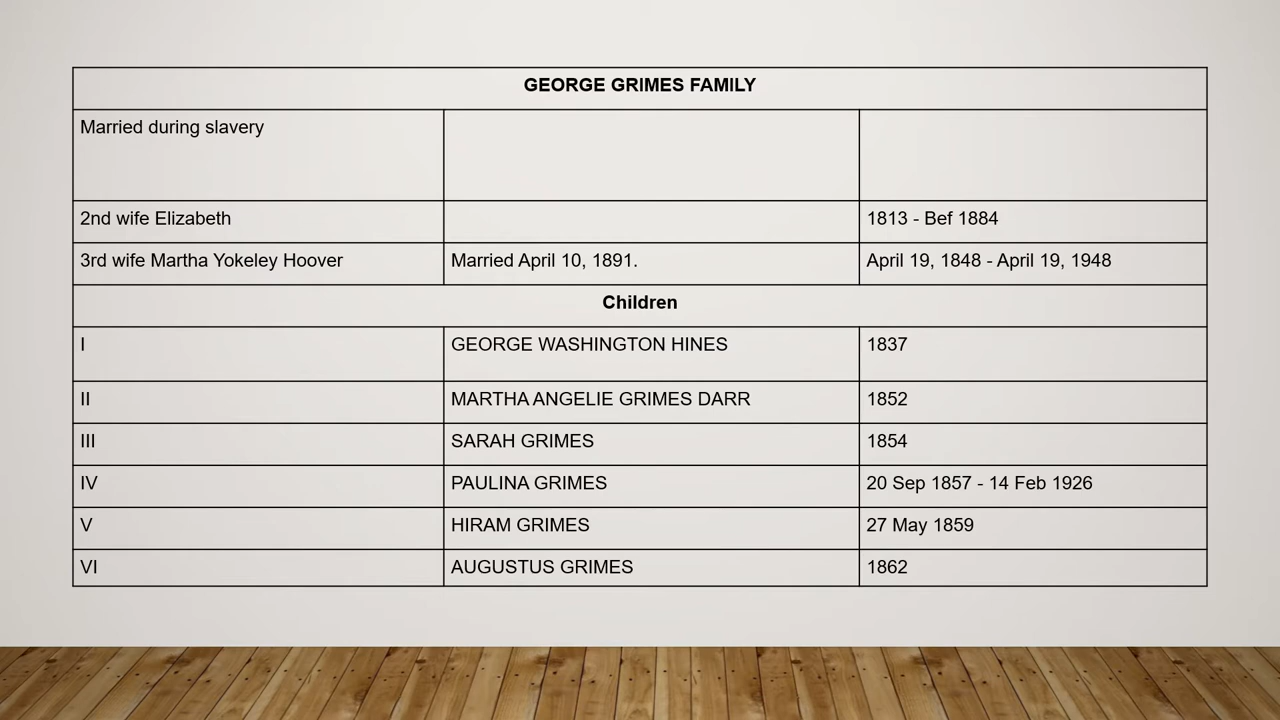 GEORGE GRIMES FAMILY
Married during slavery
2nd wife Elizabeth 1813 - Bef 1884
3rd wife Martha Yokeley Hoover Married April 10, 1891. April 19, 1848 - April 19, 1948
Children
I GEORGE WASHINGTON HINES 1837
II MARTHA ANGELIE GRIMES DARR 1852
III SARAH GRIMES 1854
IV PAULINA GRIMES 20 Sep 1857 - 14 Feb 1926
V HIRAM GRIMES 27 May 1859
VI AUGUSTUS GRIMES 1862